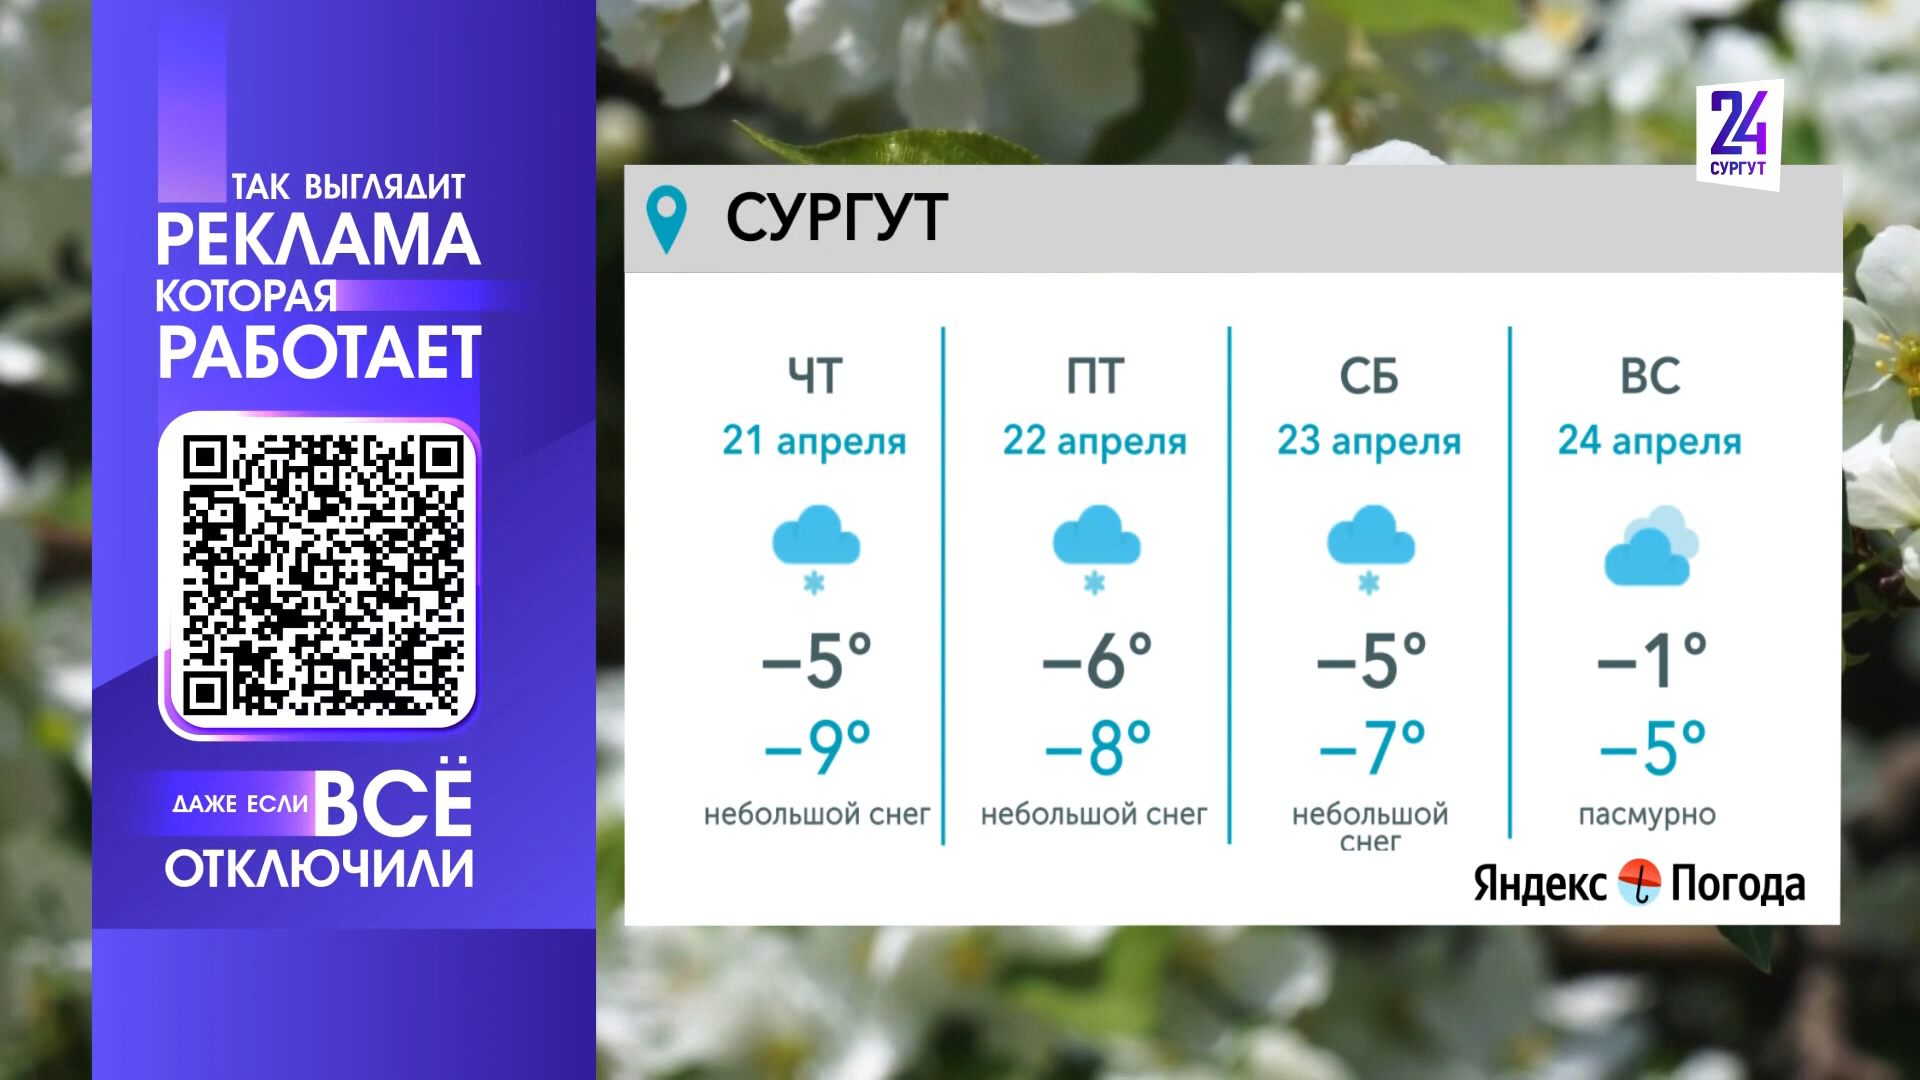 ТАК ВЫГЛЯДИТ
РЕКЛАМА
КОТОРАЯ
РАБОТАЕТ
ДАЖЕ ЕСЛИ ВСЁ
ОТКЛЮЧИЛИ
24
СУРГУТ
СУРГУТ
ЧТ
21 апреля
–5°
–9°
небольшой снег
ПТ
22 апреля
–6°
–8°
небольшой снег
СБ
23 апреля
–5°
–7°
небольшой
снег
ВС
24 апреля
–1°
–5°
пасмурно
Яндекс Погода